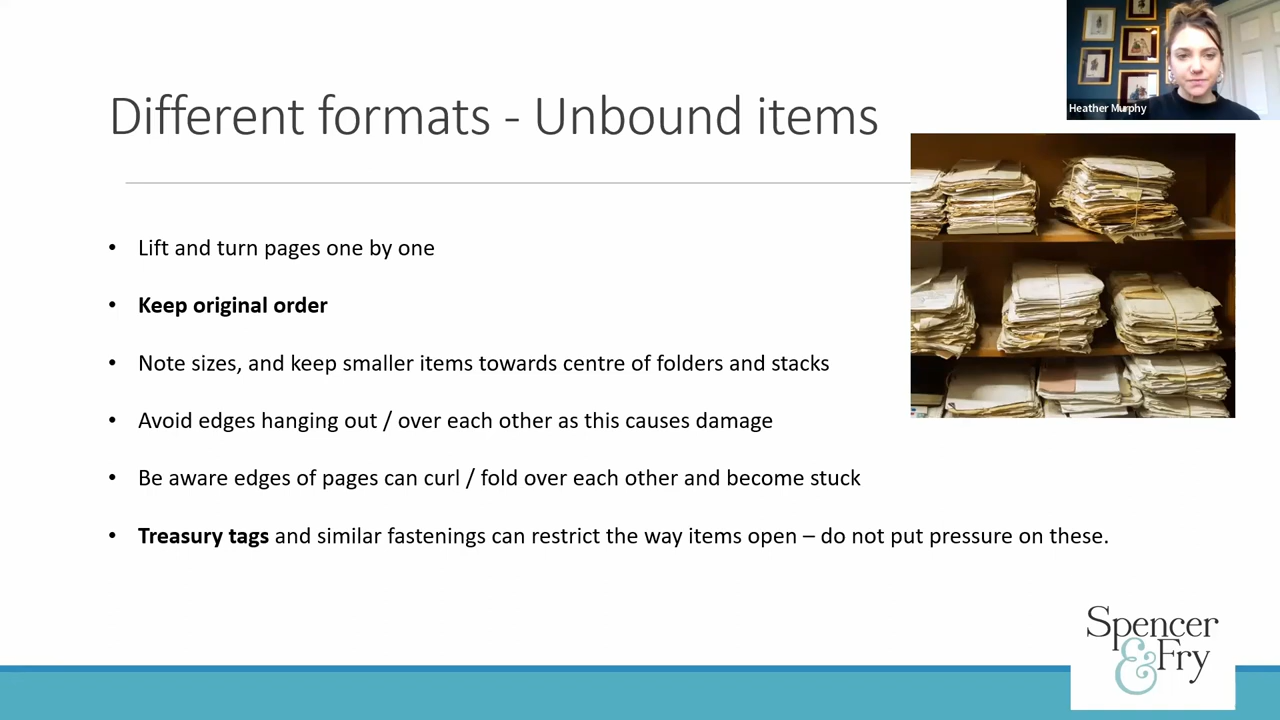 Heather Murphy
Different formats - Unbound items
• Lift and turn pages one by one
• Keep original order
• Note sizes, and keep smaller items towards centre of folders and stacks
• Avoid edges hanging out / over each other as this causes damage
• Be aware edges of pages can curl / fold over each other and become stuck
• Treasury tags and similar fastenings can restrict the way items open – do not put pressure on these.
Spencer
& Fry